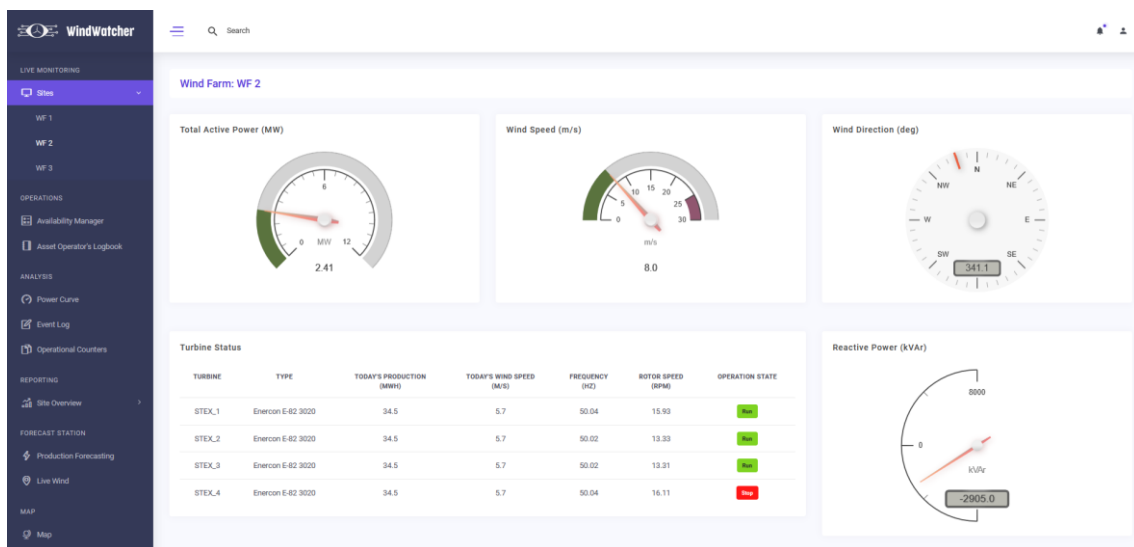 WindWatcher
Search
LIVE MONITORING
Sites
WF 1
WF 2
WF 3
OPERATIONS
Availability Manager
Asset Operator's Logbook
ANALYSIS
Power Curve
Event Log
Operational Counters
REPORTING
Site Overview
FORECAST STATION
Production Forecasting
Live Wind
MAP
Map
Wind Farm: WF 2
Total Active Power (MW)
6
0 MW 12
2.41
Wind Speed (m/s)
0 5 10 15 20 25 30
m/s
8.0
Wind Direction (deg)
N
NW NE
W E
SW SE
341.1
Turbine Status
TURBINE TYPE TODAY'S PRODUCTION (MWH) TODAY'S WIND SPEED (M/S) FREQUENCY (HZ) ROTOR SPEED (RPM) OPERATION STATE
STEX_1 Enercon E-82 3020 34.5 5.7 50.04 15.93 Run
STEX_2 Enercon E-82 3020 34.5 5.7 50.02 13.33 Run
STEX_3 Enercon E-82 3020 34.5 5.7 50.02 13.31 Run
STEX_4 Enercon E-82 3020 34.5 5.7 50.04 16.11 Stop
Reactive Power (kVAr)
8000
0
kVAr
-2905.0